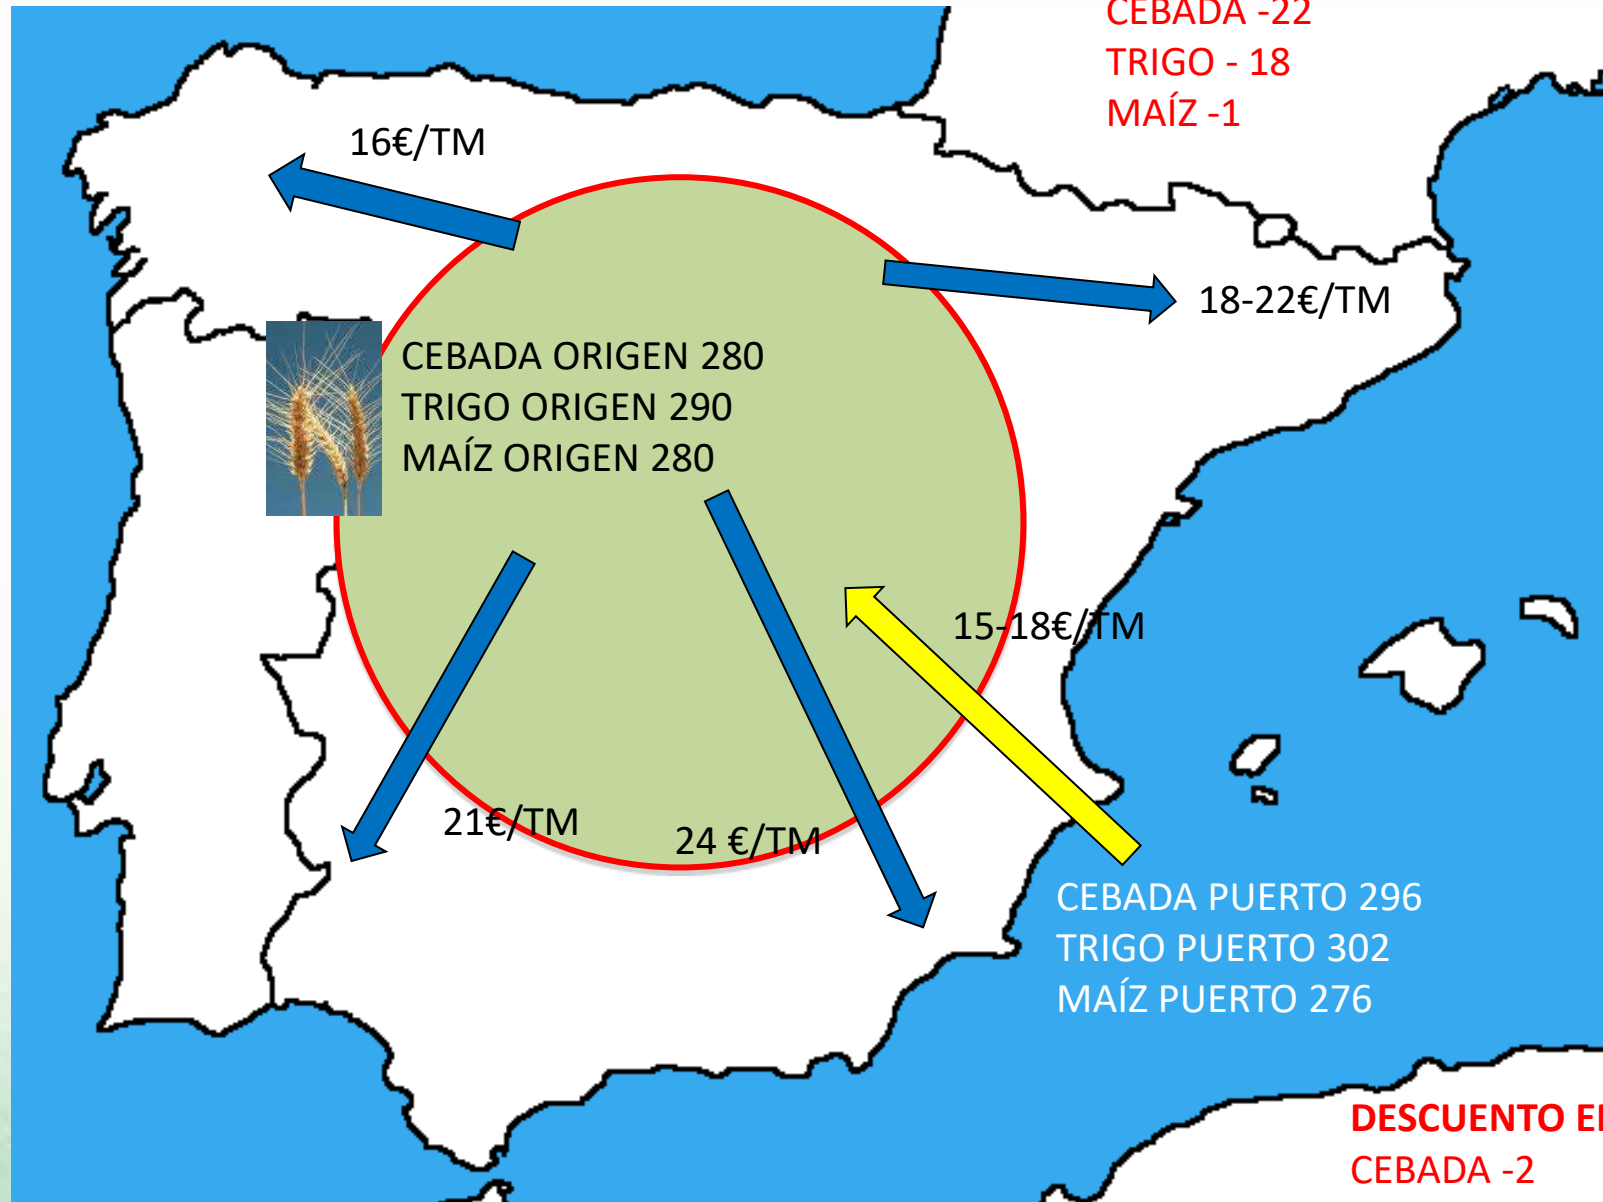 CEBADA -22
TRIGO - 18
MAÍZ -1
16€/TM
18-22€/TM
CEBADA ORIGEN 280
TRIGO ORIGEN 290
MAÍZ ORIGEN 280
15-18€/TM
21€/TM
24 €/TM
CEBADA PUERTO 296
TRIGO PUERTO 302
MAÍZ PUERTO 276
DESCUENTO
CEBADA -2